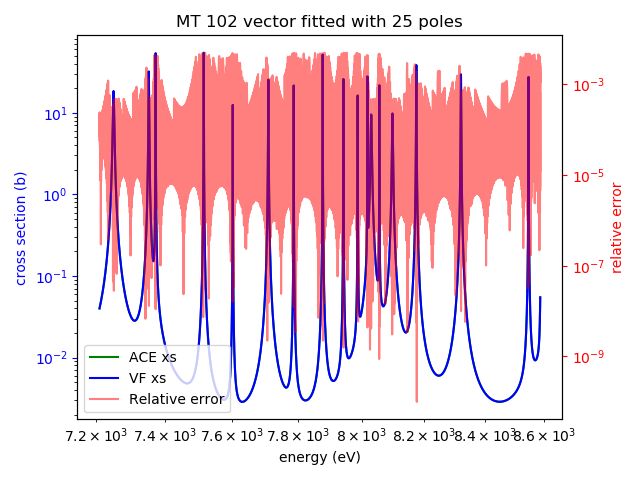 MT 102 vector fitted with 25 poles
10¹
10⁰
10⁻¹
10⁻²
cross section (b)
10⁻³
10⁻⁵
10⁻⁷
10⁻⁹
relative error
ACE xs
VF xs
Relative error
7.2 × 10³ 7.4 × 10³ 7.6 × 10³ 7.8 × 10³ 8 × 10³ 8.2 × 10³ 8.4 × 10³ 8.6 × 10³
energy (eV)